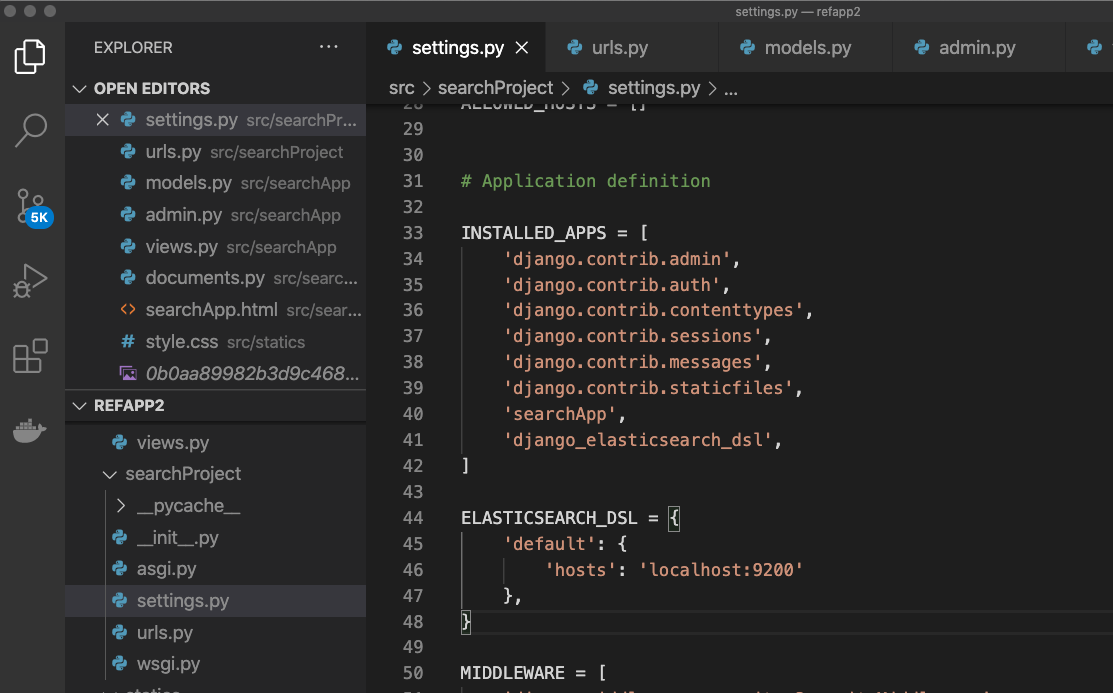 settings.py — refapp2
EXPLORER ...
OPEN EDITORS
settings.py src/searchPr...
urls.py src/searchProject
models.py src/searchApp
admin.py src/searchApp
views.py src/searchApp
documents.py src/searc...
searchApp.html src/sear...
style.css src/statics
0b0aa89982b3d9c468...
5K
REFAPP2
views.py
searchProject
__pycache__
__init__.py
asgi.py
settings.py
urls.py
wsgi.py
statics
settings.py urls.py models.py admin.py
src > searchProject > settings.py > ...
28 ALLOWED_HOSTS = []
29
30
31 # Application definition
32
33 INSTALLED_APPS = [
34 'django.contrib.admin',
35 'django.contrib.auth',
36 'django.contrib.contenttypes',
37 'django.contrib.sessions',
38 'django.contrib.messages',
39 'django.contrib.staticfiles',
40 'searchApp',
41 'django_elasticsearch_dsl',
42 ]
43
44 ELASTICSEARCH_DSL = {
45 'default': {
46 'hosts': 'localhost:9200'
47 },
48 }
49
50 MIDDLEWARE = [